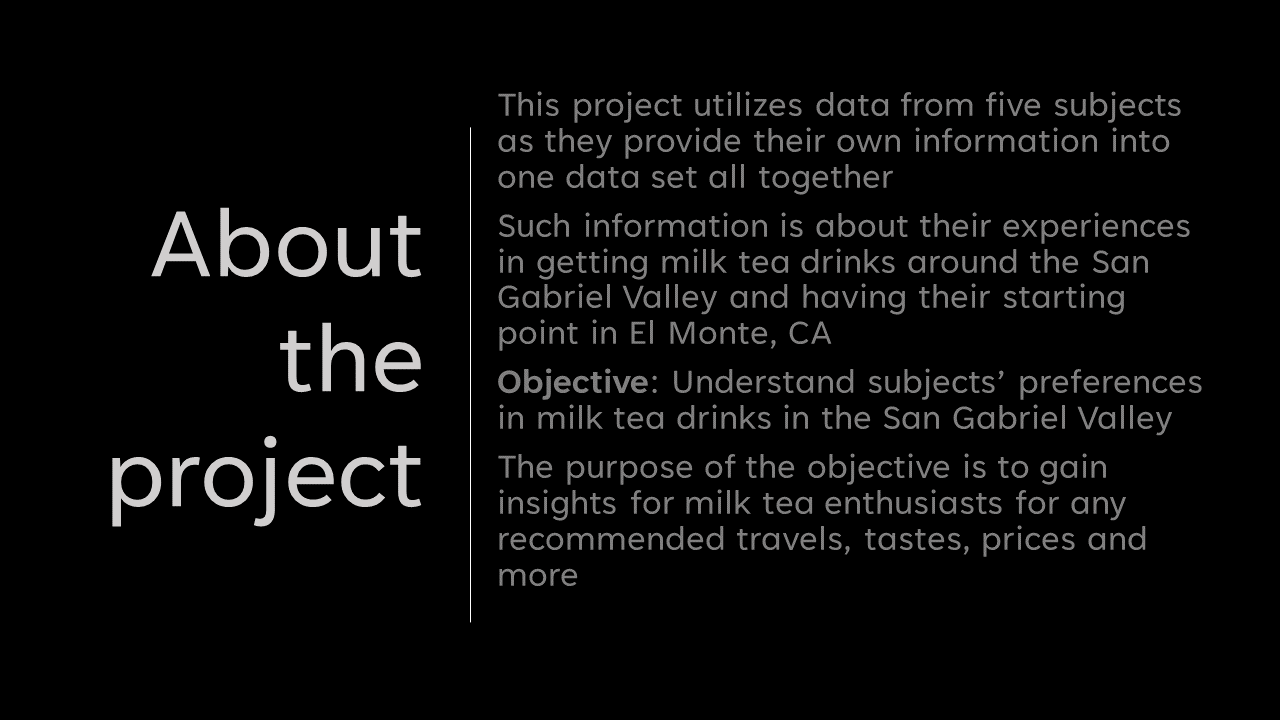 About
the
project
This project utilizes data from five subjects
as they provide their own information into
one data set all together
Such information is about their experiences
in getting milk tea drinks around the San
Gabriel Valley and having their starting
point in El Monte, CA
Objective: Understand subjects’ preferences
in milk tea drinks in the San Gabriel Valley
The purpose of the objective is to gain
insights for milk tea enthusiasts for any
recommended travels, tastes, prices and
more